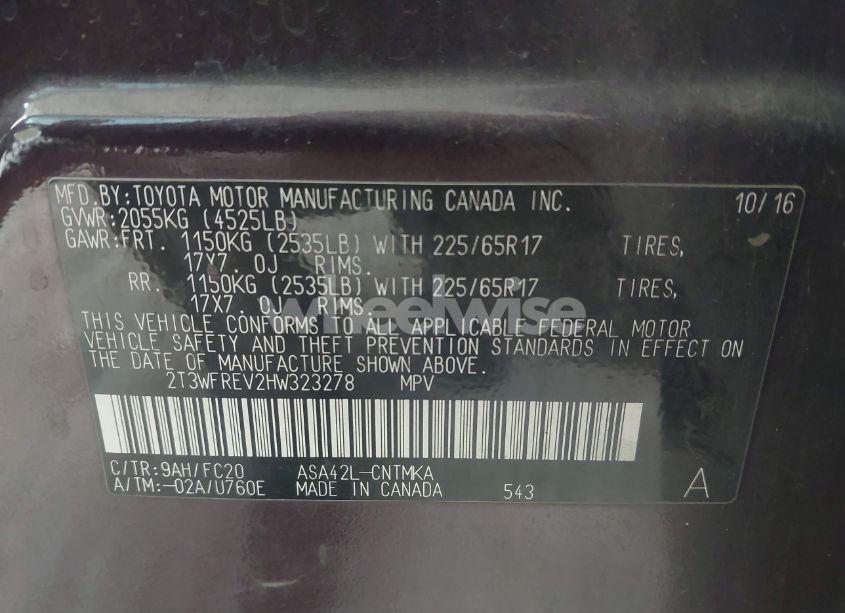 MFD.BY:TOYOTA MOTOR MANUFACTURING CANADA INC. 10/16
GVWR:2055KG (4525LB)
GAWR:FRT. 1150KG (2535LB) WITH 225/65R17 TIRES,
17X7.0J RIMS.
RR. 1150KG (2535LB) WITH 225/65R17 TIRES,
17X7.0J RIMS.
wheelwise
THIS VEHICLE CONFORMS TO ALL APPLICABLE FEDERAL MOTOR
VEHICLE SAFETY AND THEFT PREVENTION STANDARDS IN EFFECT ON
THE DATE OF MANUFACTURE SHOWN ABOVE.
2T3WFREV2HW323278 MPV
C/TR:9AH/FC20 ASA42L-CNTMKA
A/TM:-02A/U760E MADE IN CANADA 543 A